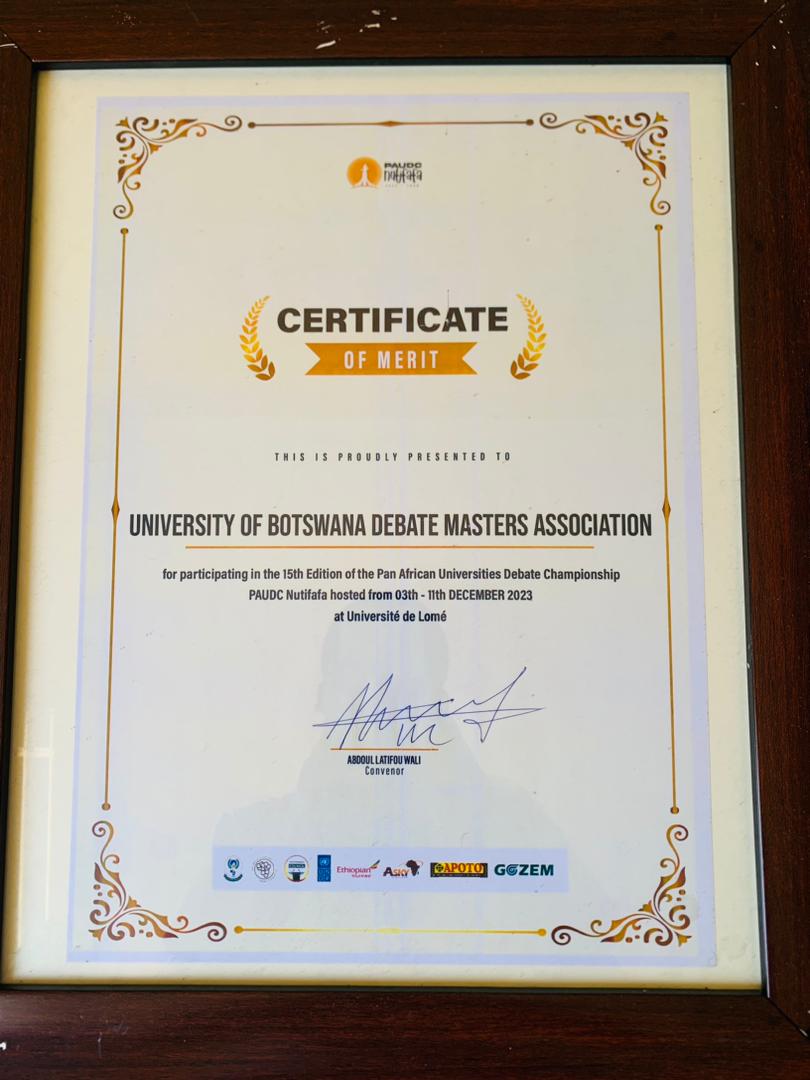 PAUDC
CERTIFICATE
OF MERIT
THIS IS PROUDLY PRESENTED TO
UNIVERSITY OF BOTSWANA DEBATE MASTERS ASSOCIATION
for participating in the 15th Edition of the Pan African Universities Debate Championship
PAUDC Nutifafa hosted from 03th - 11th DECEMBER 2023
at Université de Lomé
ABDOUL LATIFOU WALI
Convenor
Ethiopian ASKY APOTO GOZEM